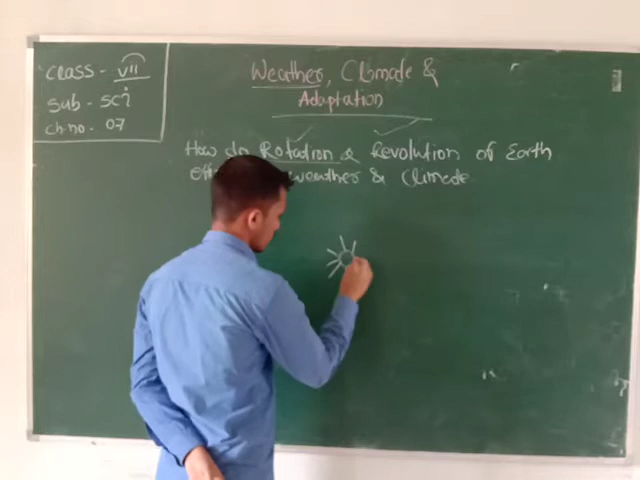 Class - vii
Sub - sci
Ch.no. - 07
Weather, Climate &
Adaptation
How do Rotation & Revolution of Earth
weather & Climate